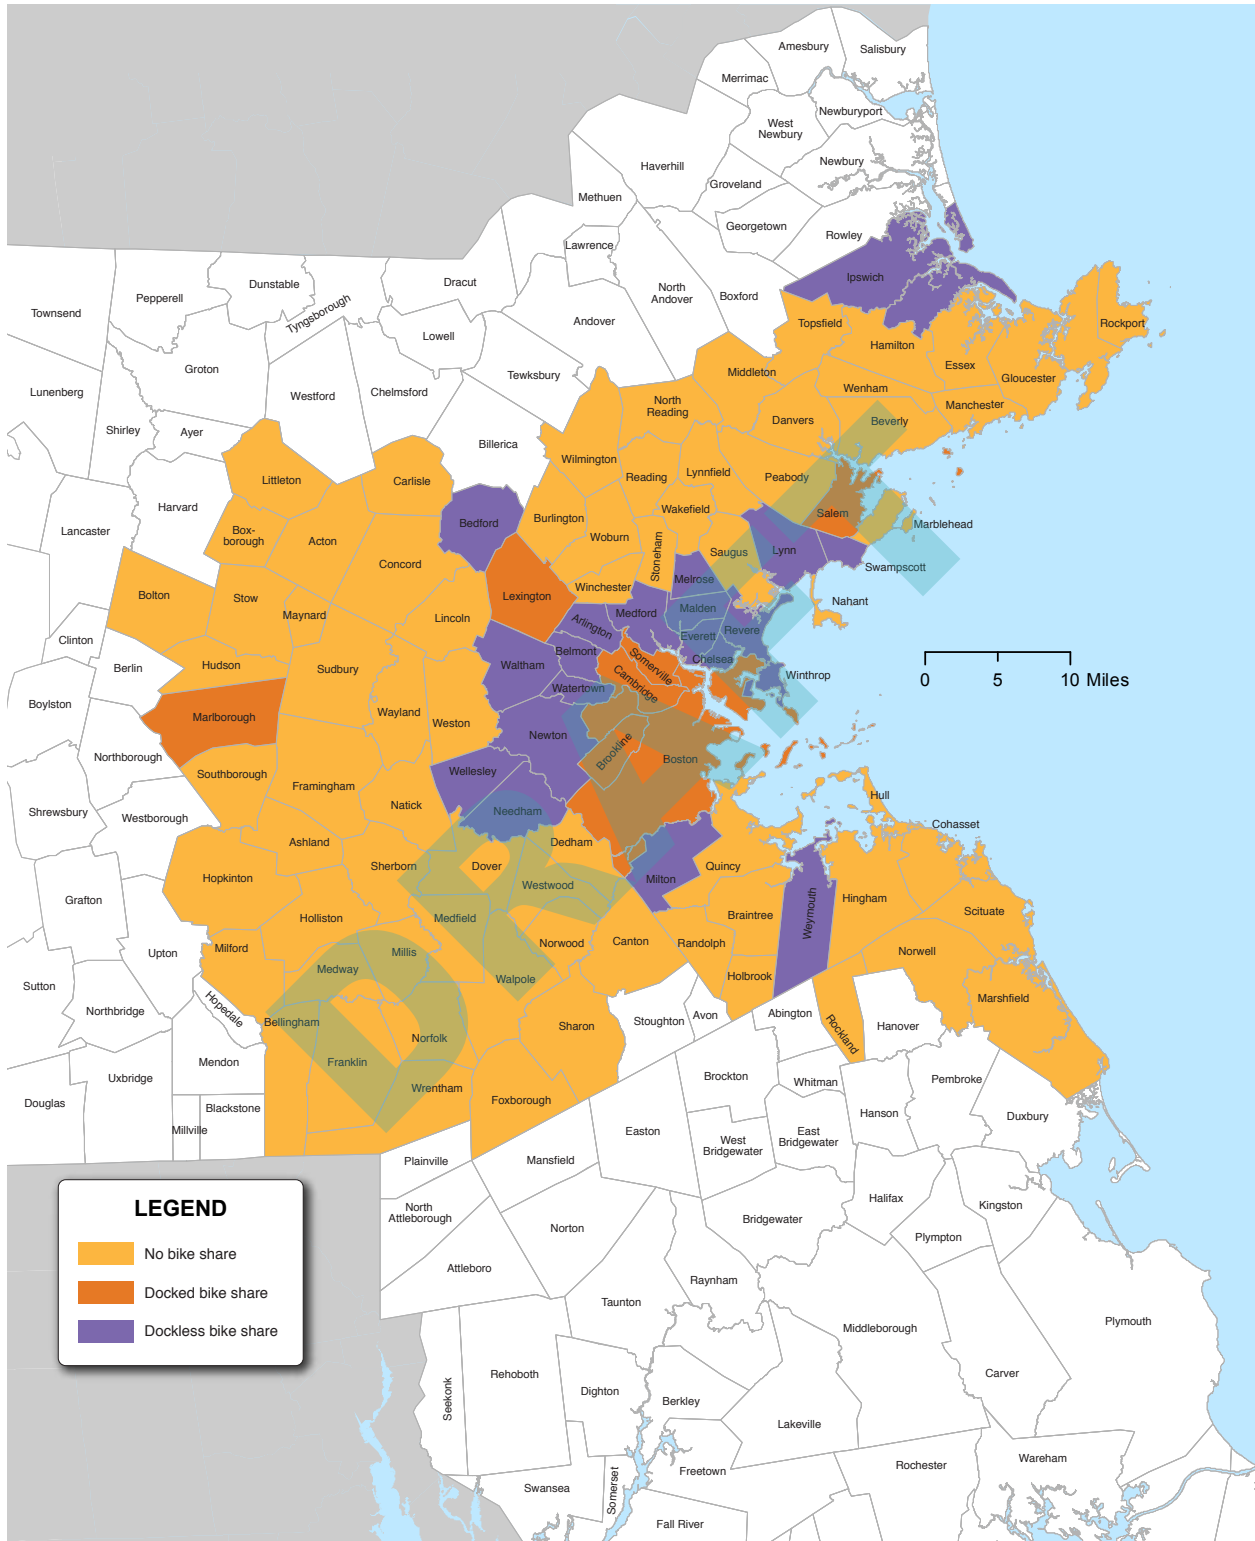 Amesbury
Salisbury
Merrimac
Newburyport
West
Newbury
Newbury
Haverhill
Groveland
Methuen
Georgetown
Rowley
Lawrence
Ipswich
North
Andover
Boxford
Dunstable
Dracut
Pepperell
Tyngsborough
Townsend
Andover
Topsfield
Rockport
Lowell
Hamilton
Essex
Groton
Tewksbury
Middleton
Gloucester
Lunenberg
Westford
Chelmsford
Wenham
North
Reading
Manchester
Shirley
Ayer
Danvers
Beverly
Billerica
Wilmington
Littleton
Carlisle
Reading
Lynnfield
Peabody
Harvard
Wakefield
Salem
Bedford
Burlington
Marblehead
Lancaster
Box-
borough
Acton
Woburn
Stoneham
Saugus
Lynn
Concord
Swampscott
Melrose
Winchester
Bolton
Stow
Lexington
Nahant
Maynard
Lincoln
Arlington
Medford
Malden
Clinton
Everett
Revere
Berlin
Hudson
Sudbury
Waltham
Belmont
Somerville
Chelsea
Winthrop
0 5 10 Miles
Boylston
Marlborough
Wayland
Weston
Watertown
Cambridge
Northborough
Newton
Brookline
Boston
Southborough
Framingham
Wellesley
Natick
Hull
Shrewsbury
Westborough
Needham
Cohasset
Ashland
Sherborn
Dover
Dedham
Quincy
Hopkinton
Westwood
Milton
Grafton
Holliston
Medfield
Braintree
Weymouth
Hingham
Scituate
Upton
Milford
Millis
Norwood
Canton
Randolph
Norwell
Sutton
Medway
Walpole
Holbrook
Marshfield
Northbridge
Hopedale
Bellingham
Norfolk
Sharon
Stoughton
Avon
Abington
Rockland
Hanover
Mendon
Franklin
Uxbridge
Wrentham
Foxborough
Brockton
Whitman
Pembroke
Douglas
Blackstone
Millville
Easton
West
Bridgewater
East
Bridgewater
Hanson
Duxbury
Plainville
Mansfield
North
Attleborough
Norton
Bridgewater
Halifax
Kingston
Plympton
Attleboro
Raynham
Taunton
Middleborough
Plymouth
Rehoboth
Seekonk
Dighton
Berkley
Carver
Lakeville
Swansea
Somerset
Freetown
Rochester
Wareham
Fall River
LEGEND
No bike share
Docked bike share
Dockless bike share
DRAFT